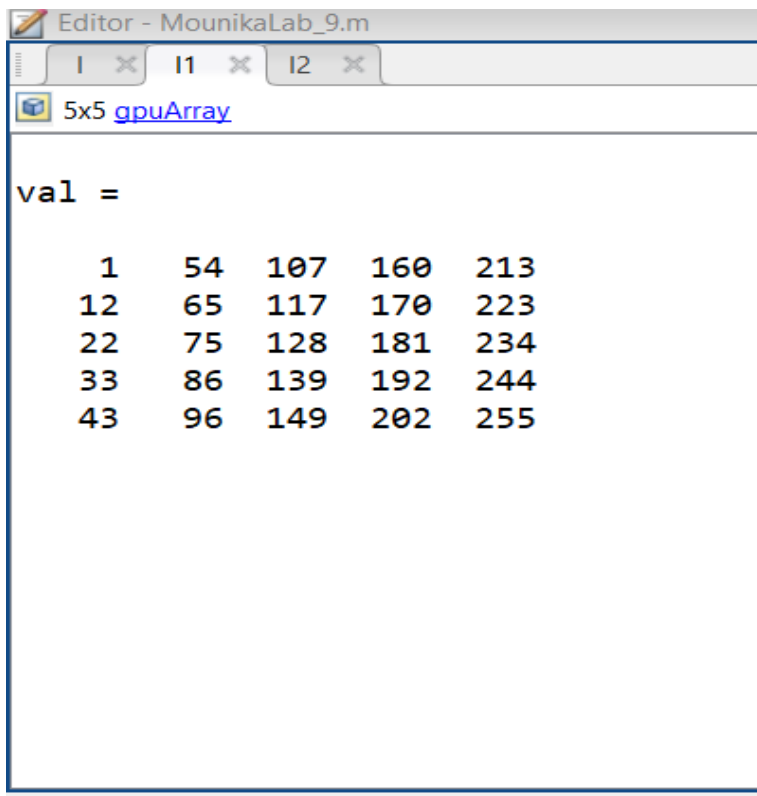 Editor - MounikaLab_9.m
I I1 I2
5x5 gpuArray
val =
1 54 107 160 213
12 65 117 170 223
22 75 128 181 234
33 86 139 192 244
43 96 149 202 255